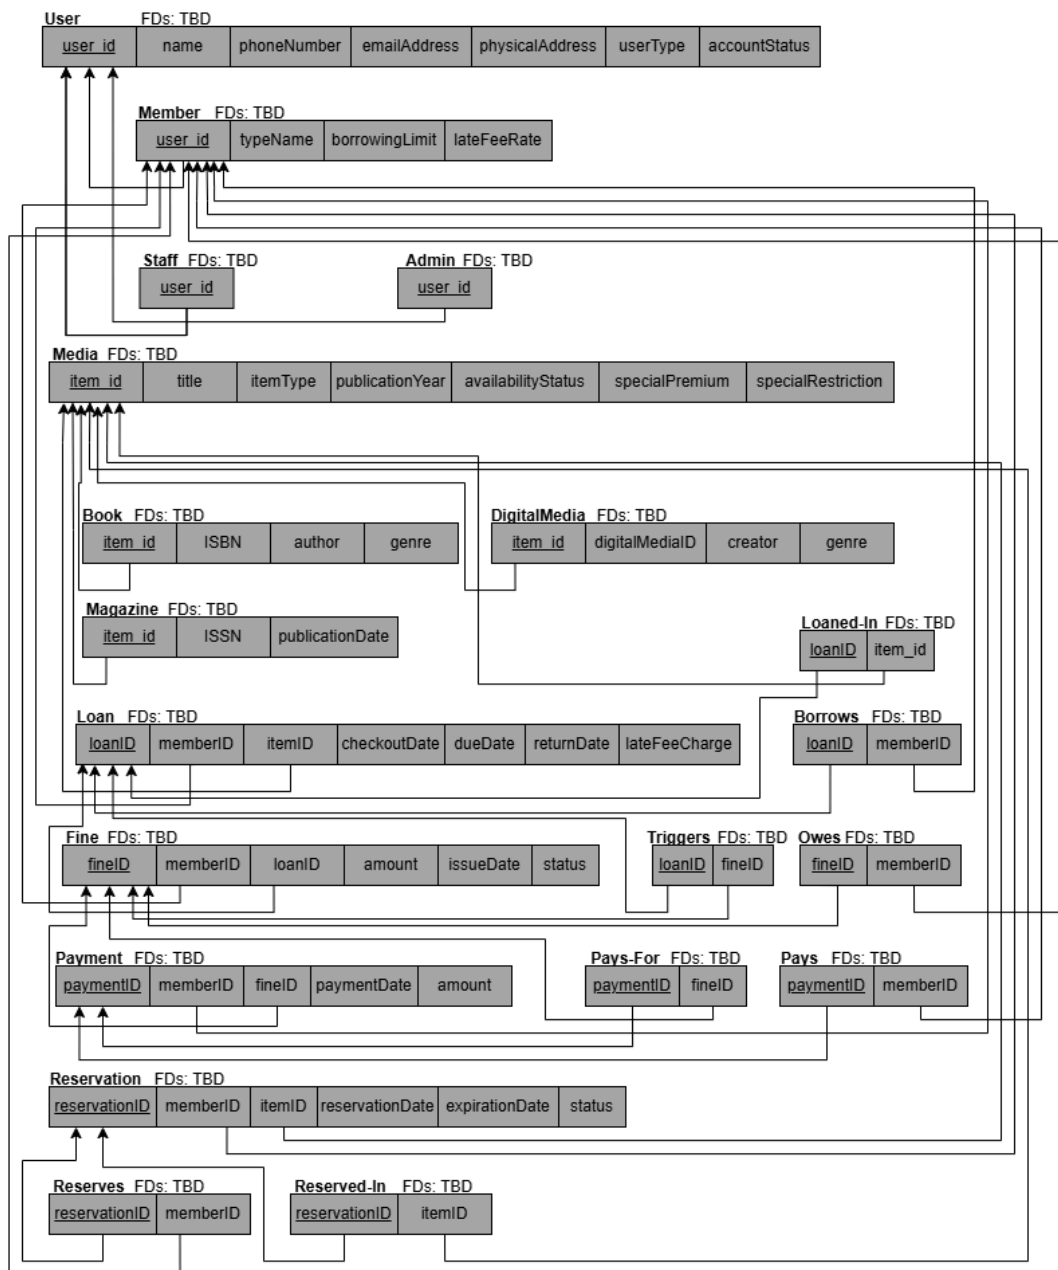 User FDs: TBD
user_id name phoneNumber emailAddress physicalAddress userType accountStatus
Member FDs: TBD
user_id typeName borrowingLimit lateFeeRate
Staff FDs: TBD Admin FDs: TBD
user_id user_id
Media FDs: TBD
item_id title itemType publicationYear availabilityStatus specialPremium specialRestriction
Book FDs: TBD DigitalMedia FDs: TBD
item_id ISBN author genre item_id digitalMediaID creator genre
Magazine FDs: TBD Loaned-In FDs: TBD
item_id ISSN publicationDate loanID item_id
Loan FDs: TBD Borrows FDs: TBD
loanID memberID itemID checkoutDate dueDate returnDate lateFeeCharge loanID memberID
Fine FDs: TBD Triggers FDs: TBD Owes FDs: TBD
fineID memberID loanID amount issueDate status loanID fineID fineID memberID
Payment FDs: TBD Pays-For FDs: TBD Pays FDs: TBD
paymentID memberID fineID paymentDate amount paymentID fineID paymentID memberID
Reservation FDs: TBD
reservationID memberID itemID reservationDate expirationDate status
Reserves FDs: TBD Reserved-In FDs: TBD
reservationID memberID reservationID itemID